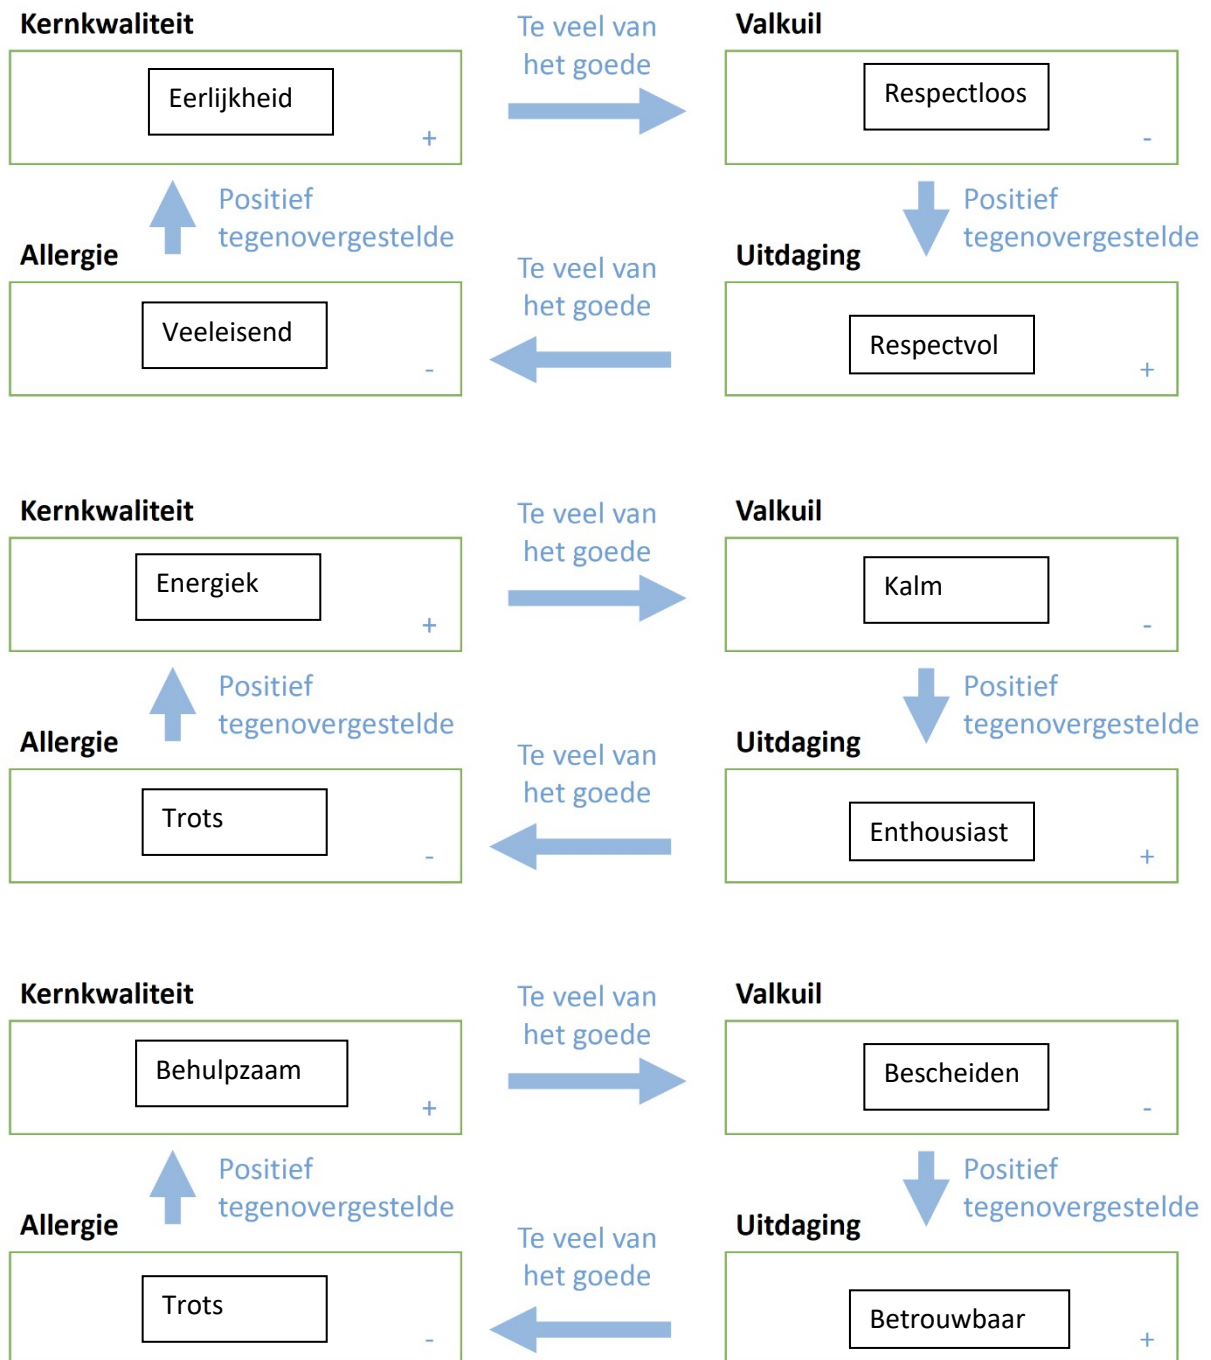 Kernkwaliteit
Te veel van
het goede
Valkuil
Eerlijkheid
+
Respectloos
-
Positief
tegenovergestelde
Positief
tegenovergestelde
Allergie
Te veel van
het goede
Uitdaging
Veeleisend
-
Respectvol
+
Kernkwaliteit
Te veel van
het goede
Valkuil
Energiek
+
Kalm
-
Positief
tegenovergestelde
Positief
tegenovergestelde
Allergie
Te veel van
het goede
Uitdaging
Trots
-
Enthousiast
+
Kernkwaliteit
Te veel van
het goede
Valkuil
Behulpzaam
+
Bescheiden
-
Positief
tegenovergestelde
Positief
tegenovergestelde
Allergie
Te veel van
het goede
Uitdaging
Trots
-
Betrouwbaar
+